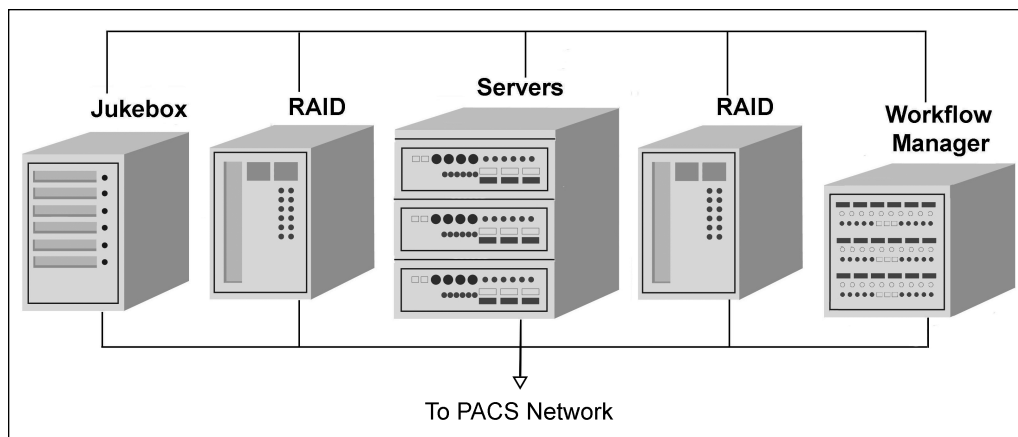 Jukebox
RAID
Servers
RAID
Workflow
Manager
To PACS Network